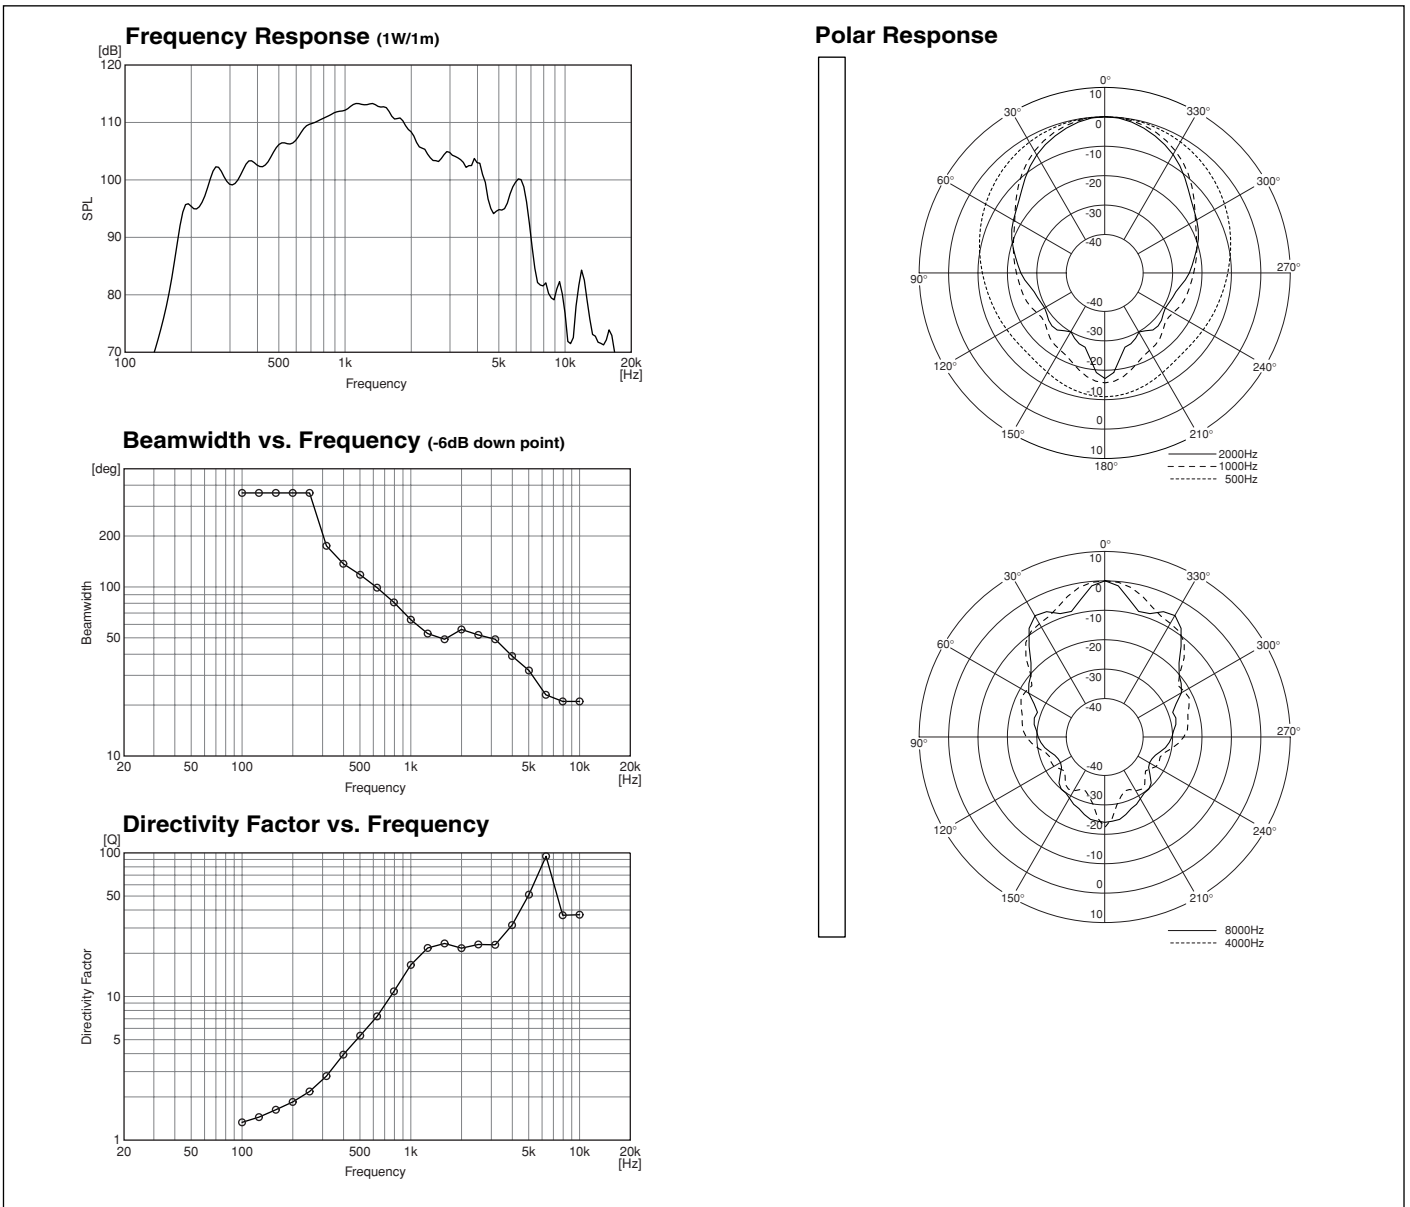 Frequency Response (1W/1m)
[dB]
120
110
100
90
80
70
SPL
100 500 1k 5k 10k 20k
[Hz]
Frequency
Beamwidth vs. Frequency (-6dB down point)
[deg]
200
100
50
10
Beamwidth
20 50 100 500 1k 5k 10k 20k
[Hz]
Frequency
Directivity Factor vs. Frequency
[Q]
100
50
10
5
1
Directivity Factor
20 50 100 500 1k 5k 10k 20k
[Hz]
Frequency
Polar Response
0°
10
30° 330°
0
-10
60° 300°
-20
-30
-40
90° 270°
-40
-30
-20
120° 240°
-10
0
150° 210°
10
180°
2000Hz
1000Hz
500Hz
0°
10
30° 330°
0
-10
60° 300°
-20
-30
-40
90° 270°
-40
-30
-20
120° 240°
-10
0
150° 210°
10
8000Hz
4000Hz